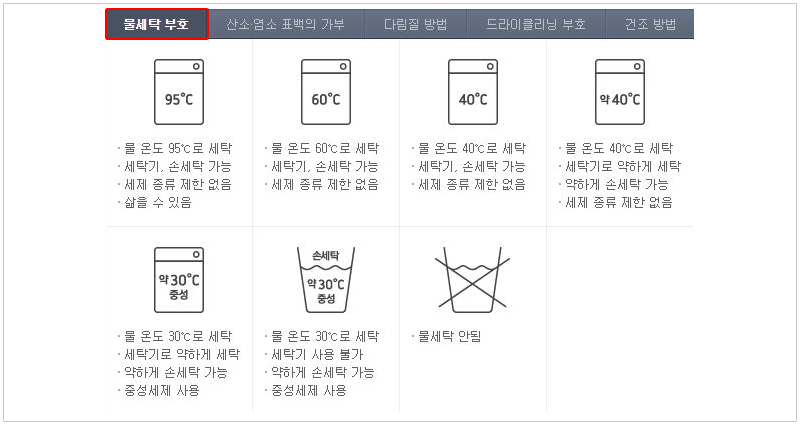 물세탁 부호
산소·염소 표백의 가부
다림질 방법
드라이클리닝 부호
건조 방법
95℃
· 물 온도 95℃로 세탁
· 세탁기, 손세탁 가능
· 세제 종류 제한 없음
· 삶을 수 있음
60℃
· 물 온도 60℃로 세탁
· 세탁기, 손세탁 가능
· 세제 종류 제한 없음
40℃
· 물 온도 40℃로 세탁
· 세탁기, 손세탁 가능
· 세제 종류 제한 없음
약 40℃
· 물 온도 40℃로 세탁
· 세탁기로 약하게 세탁
· 약하게 손세탁 가능
· 세제 종류 제한 없음
약 30℃
중성
· 물 온도 30℃로 세탁
· 세탁기로 약하게 세탁
· 약하게 손세탁 가능
· 중성세제 사용
손세탁
약 30℃
중성
· 물 온도 30℃로 세탁
· 세탁기 사용 불가
· 약하게 손세탁 가능
· 중성세제 사용
· 물세탁 안됨